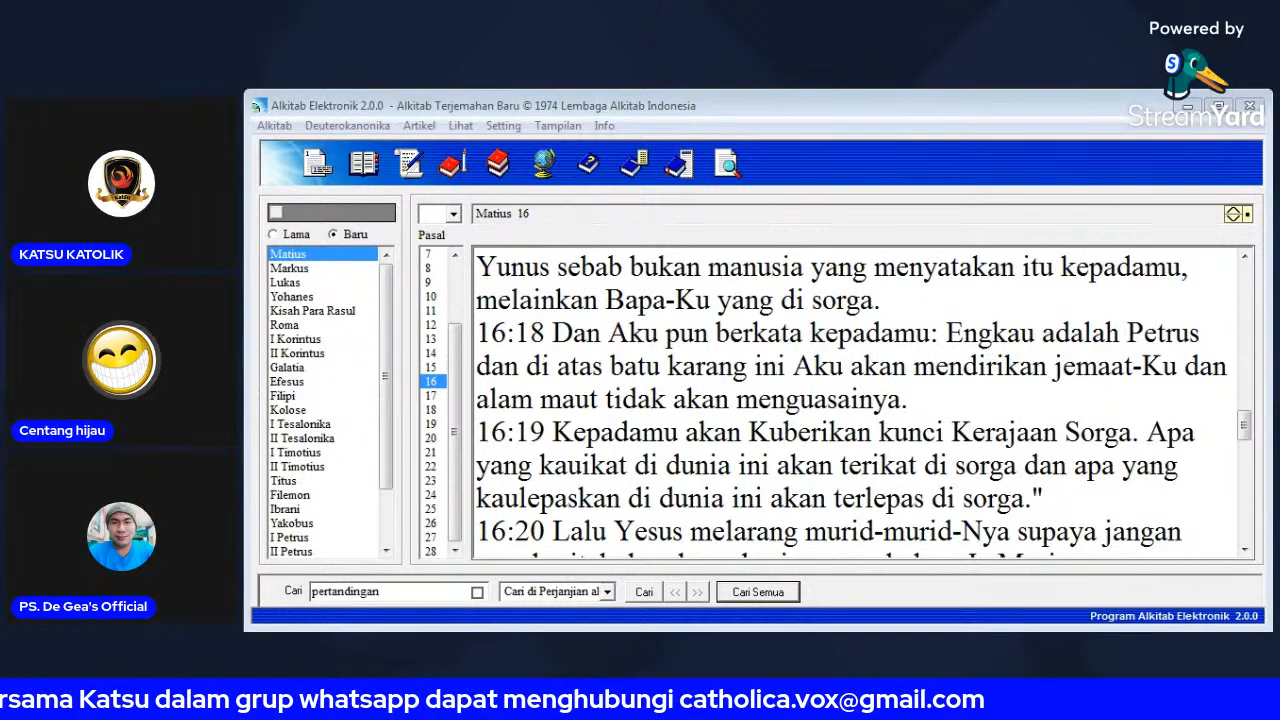 Powered by
StreamYard
Alkitab Elektronik 2.0.0 - Alkitab Terjemahan Baru © 1974 Lembaga Alkitab Indonesia
Alkitab Deuterokanonika Artikel Lihat Setting Tampilan Info
Lama Baru
Matius
Markus
Lukas
Yohanes
Kisah Para Rasul
Roma
I Korintus
II Korintus
Galatia
Efesus
Filipi
Kolose
I Tesalonika
II Tesalonika
I Timotius
II Timotius
Titus
Filemon
Ibrani
Yakobus
I Petrus
II Petrus
Pasal
7
8
9
10
11
12
13
14
15
16
17
18
19
20
21
22
23
24
25
26
27
28
Matius 16
Yunus sebab bukan manusia yang menyatakan itu kepadamu,
melainkan Bapa-Ku yang di sorga.
16:18 Dan Aku pun berkata kepadamu: Engkau adalah Petrus
dan di atas batu karang ini Aku akan mendirikan jemaat-Ku dan
alam maut tidak akan menguasainya.
16:19 Kepadamu akan Kuberikan kunci Kerajaan Sorga. Apa
yang kauikat di dunia ini akan terikat di sorga dan apa yang
kaulepaskan di dunia ini akan terlepas di sorga."
16:20 Lalu Yesus melarang murid-murid-Nya supaya jangan
Cari pertandingan Cari di Perjanjian al Cari << >> Cari Semua
Program Alkitab Elektronik 2.0.0
KATSU KATOLIK
Centang hijau
PS. De Gea's Official
rsama Katsu dalam grup whatsapp dapat menghubungi catholica.vox@gmail.com